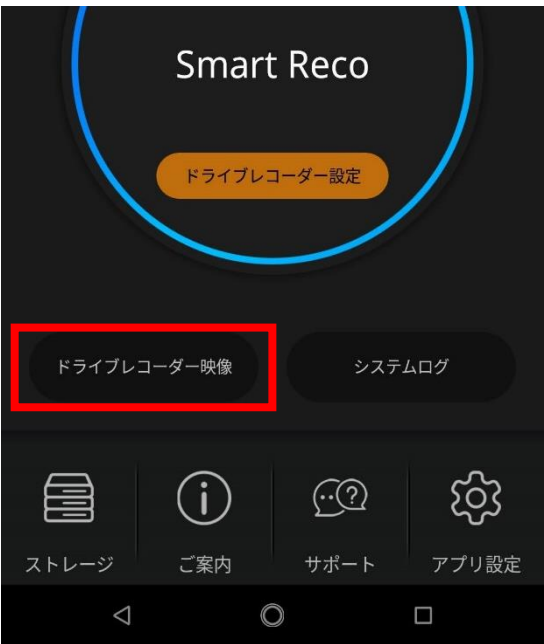 Smart Reco
ドライブレコーダー設定
ドライブレコーダー映像
システムログ
ストレージ
ご案内
サポート
アプリ設定